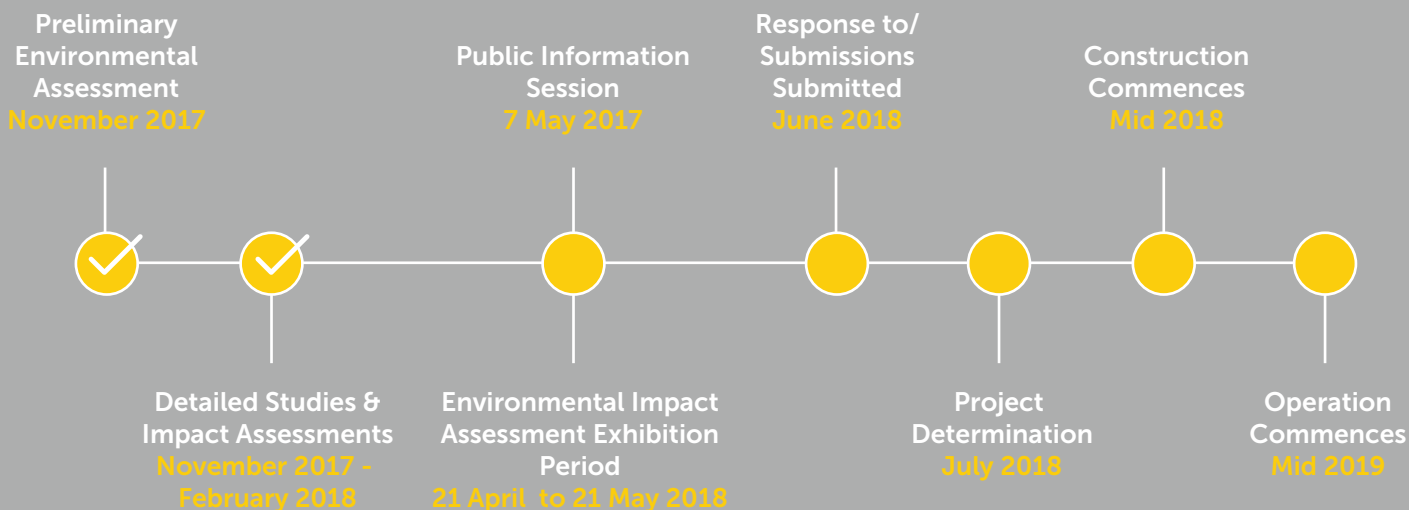 Preliminary
Environmental
Assessment
November 2017
Public Information
Session
7 May 2017
Response to/
Submissions
Submitted
June 2018
Construction
Commences
Mid 2018
Detailed Studies &
Impact Assessments
November 2017 -
February 2018
Environmental Impact
Assessment Exhibition
Period
21 April  to 21 May 2018
Project
Determination
July 2018
Operation
Commences
Mid 2019